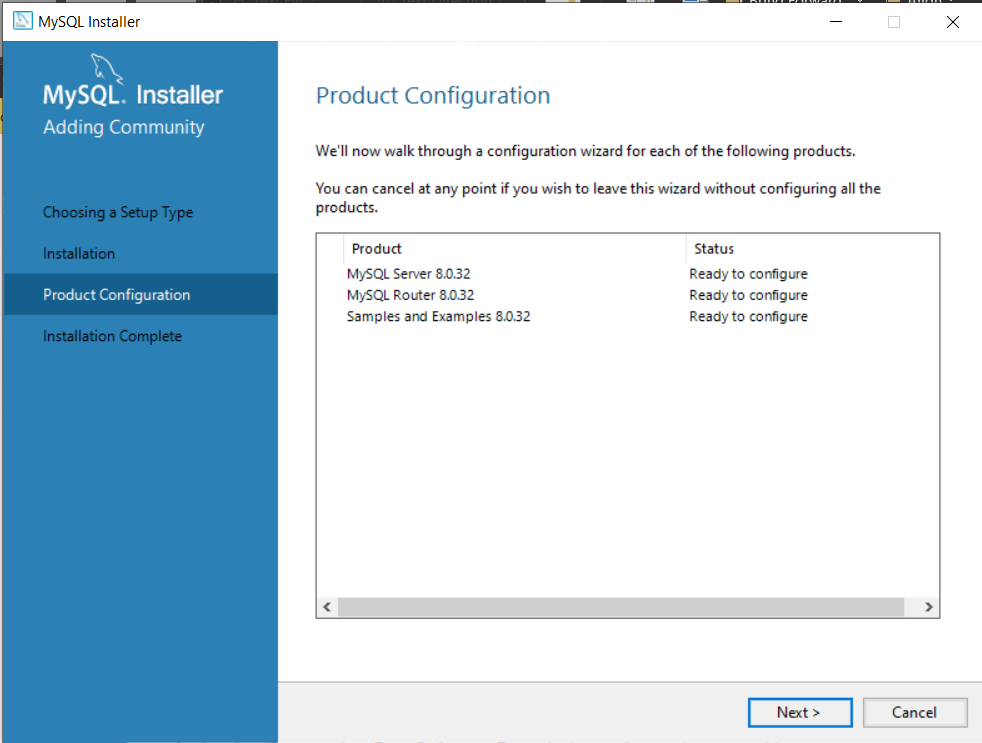 MySQL Installer
MySQL. Installer
Adding Community
Choosing a Setup Type
Installation
Product Configuration
Installation Complete
Product Configuration
We'll now walk through a configuration wizard for each of the following products.
You can cancel at any point if you wish to leave this wizard without configuring all the
products.
Product Status
MySQL Server 8.0.32 Ready to configure
MySQL Router 8.0.32 Ready to configure
Samples and Examples 8.0.32 Ready to configure
Next >
Cancel